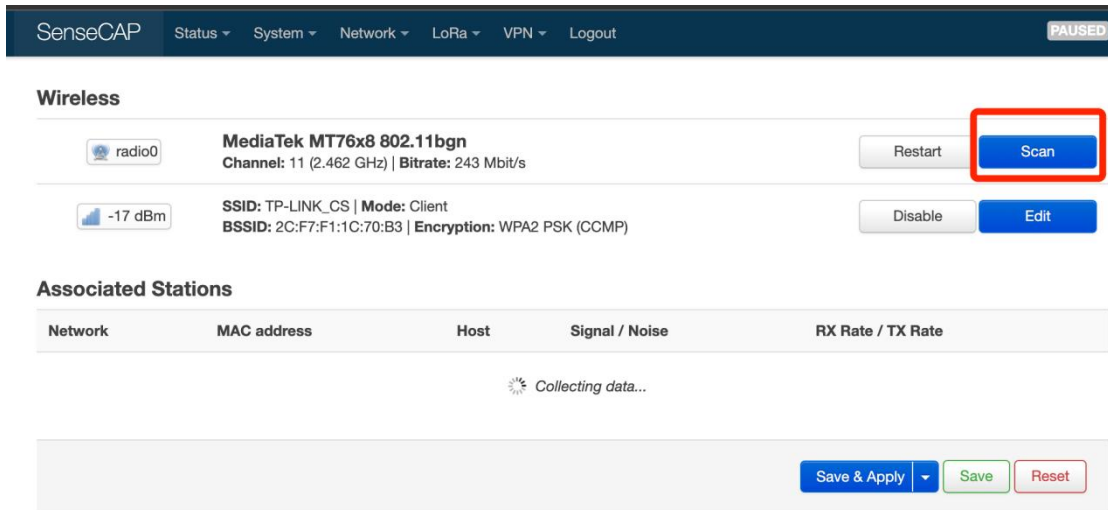 SenseCAP Status System Network LoRa VPN Logout PAUSED
Wireless
radio0
MediaTek MT76x8 802.11bgn
Channel: 11 (2.462 GHz) | Bitrate: 243 Mbit/s
Restart Scan
-17 dBm
SSID: TP-LINK_CS | Mode: Client
BSSID: 2C:F7:F1:1C:70:B3 | Encryption: WPA2 PSK (CCMP)
Disable Edit
Associated Stations
Network MAC address Host Signal / Noise RX Rate / TX Rate
Collecting data...
Save & Apply Save Reset